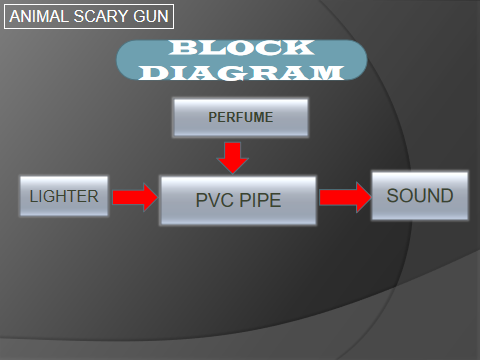 ANIMAL SCARY GUN
BLOCK
DIAGRAM
PERFUME
LIGHTER
PVC PIPE
SOUND